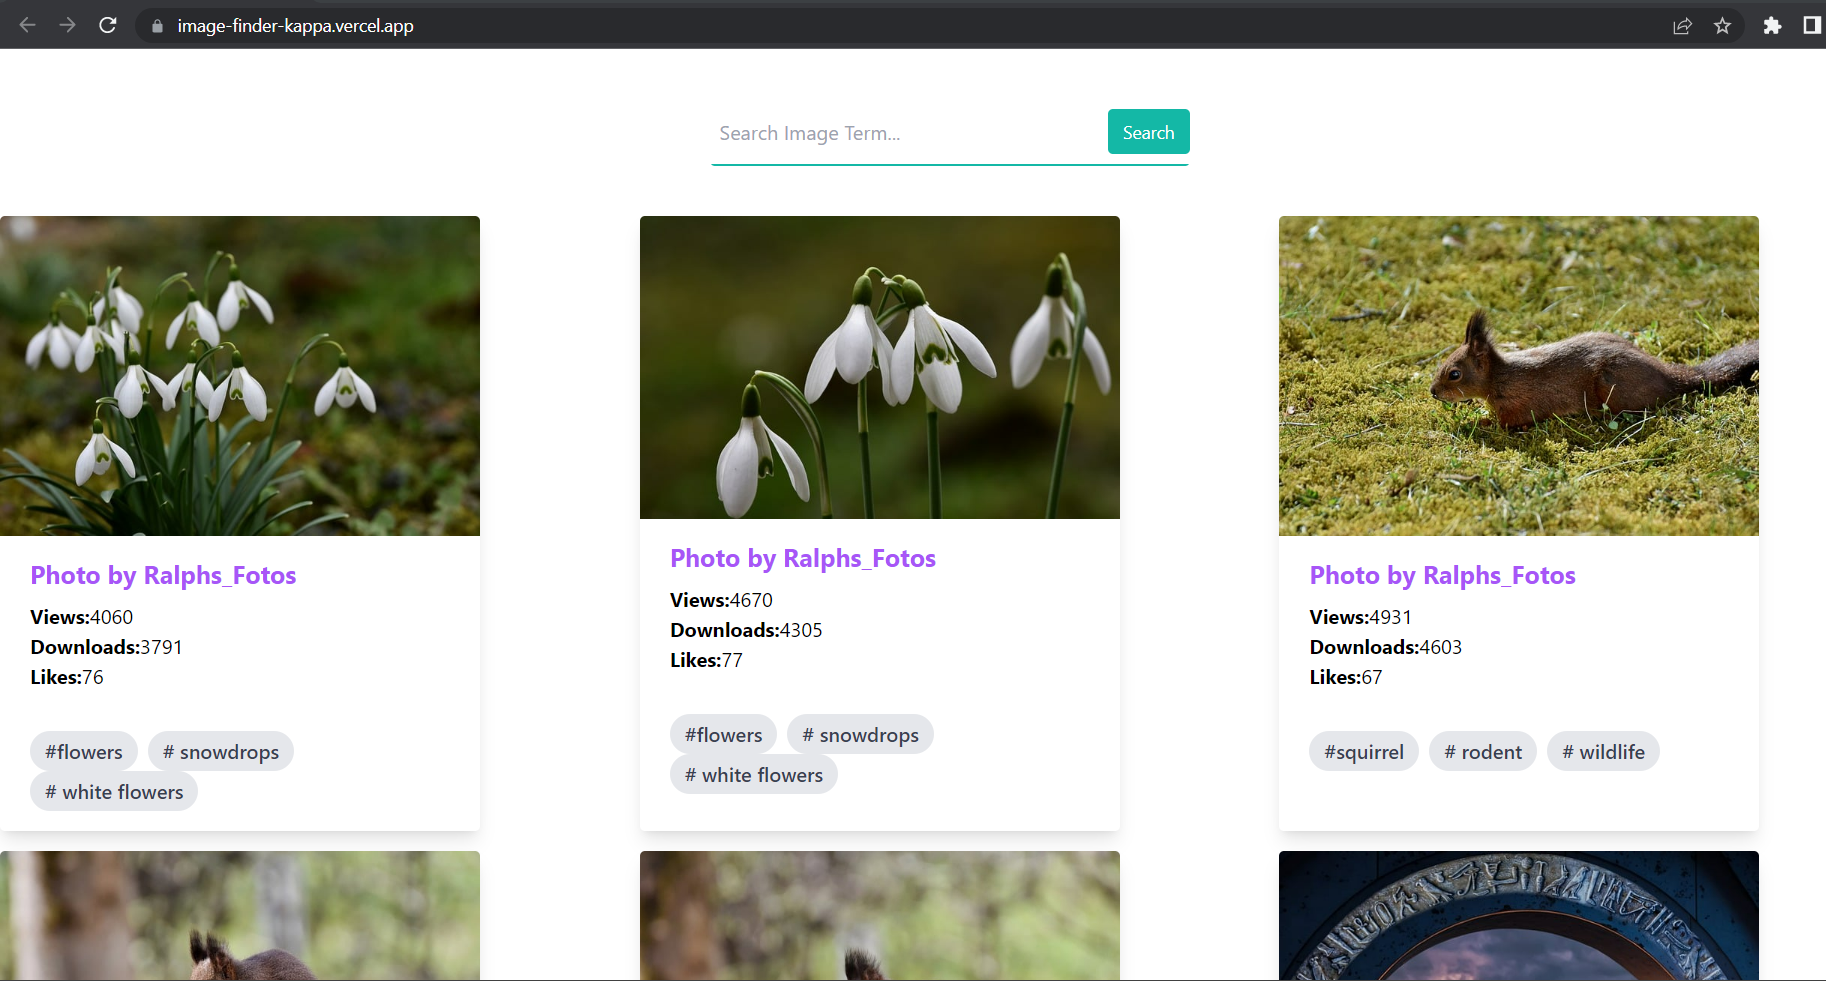 image-finder-kappa.vercel.app
Search Image Term...
Search
Photo by Ralphs_Fotos
Views:4060
Downloads:3791
Likes:76
#flowers
# snowdrops
# white flowers
Photo by Ralphs_Fotos
Views:4670
Downloads:4305
Likes:77
#flowers
# snowdrops
# white flowers
Photo by Ralphs_Fotos
Views:4931
Downloads:4603
Likes:67
#squirrel
# rodent
# wildlife